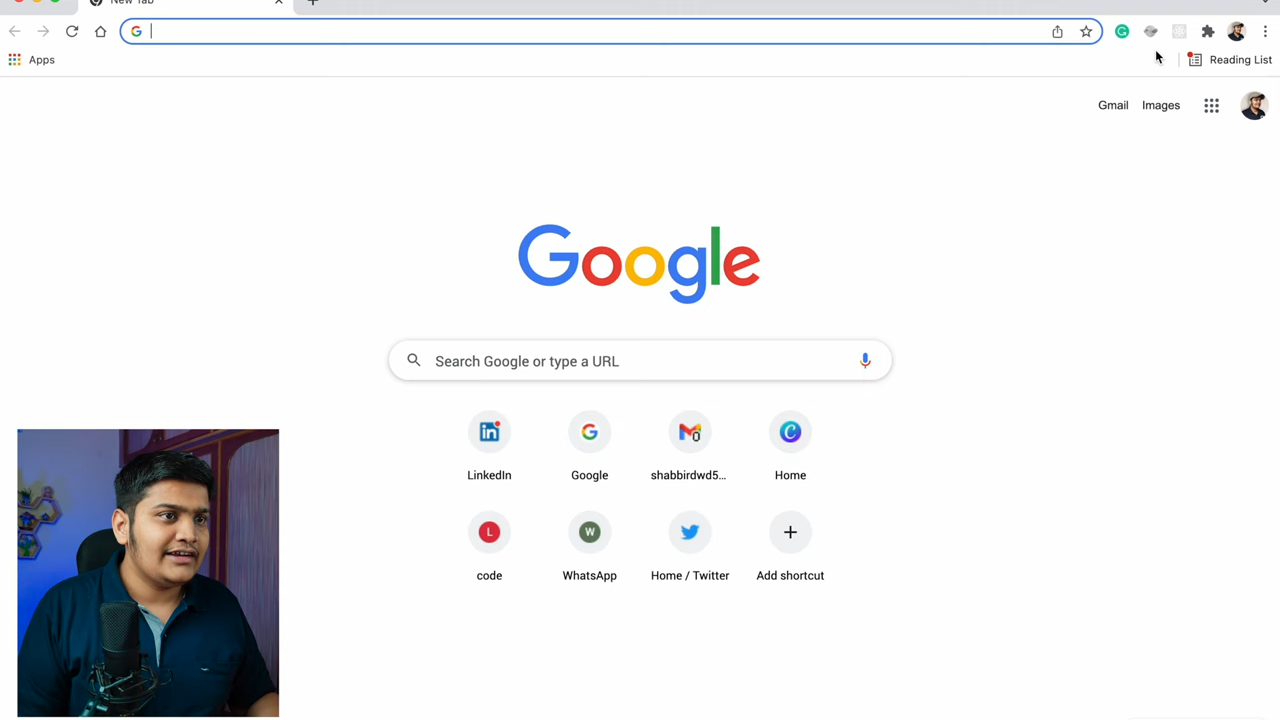 New Tab
Apps
Reading List
Gmail Images
Google
Search Google or type a URL
LinkedIn Google shabbirdwd5... Home
L W
code WhatsApp Home / Twitter Add shortcut